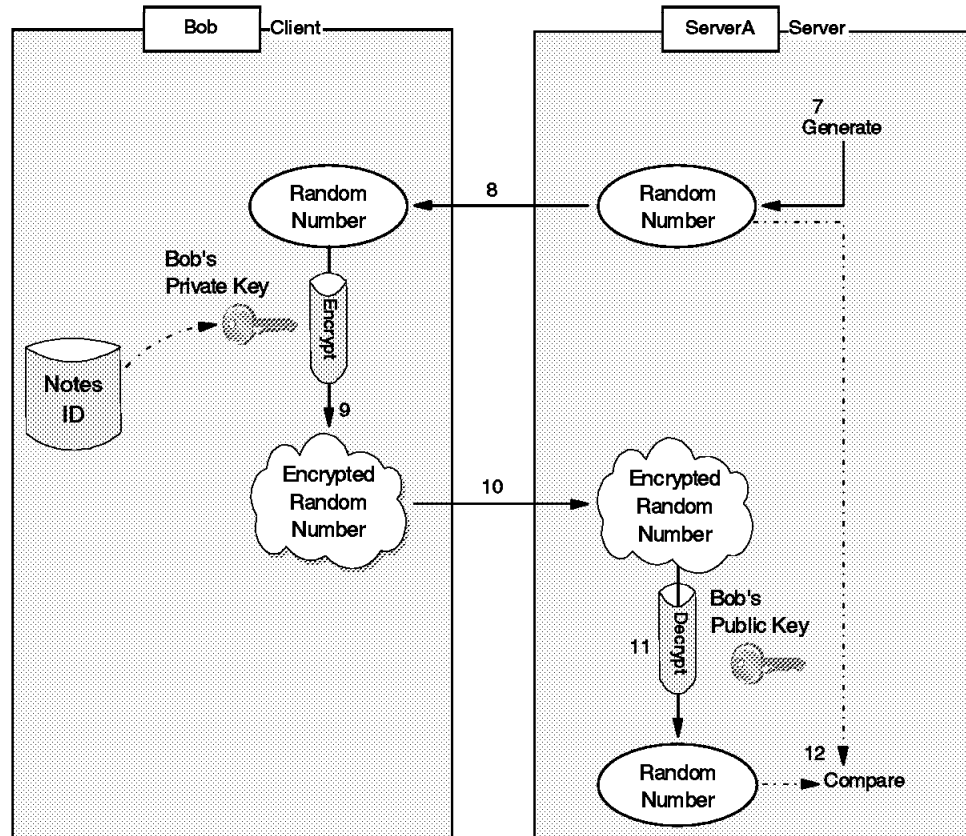 Bob
Client
ServerA
Server
7
Generate
Random
Number
8
Random
Number
Bob's
Private Key
Encrypt
Notes
ID
9
Encrypted
Random
Number
10
Encrypted
Random
Number
Bob's
Public Key
Decrypt
11
12
Compare
Random
Number